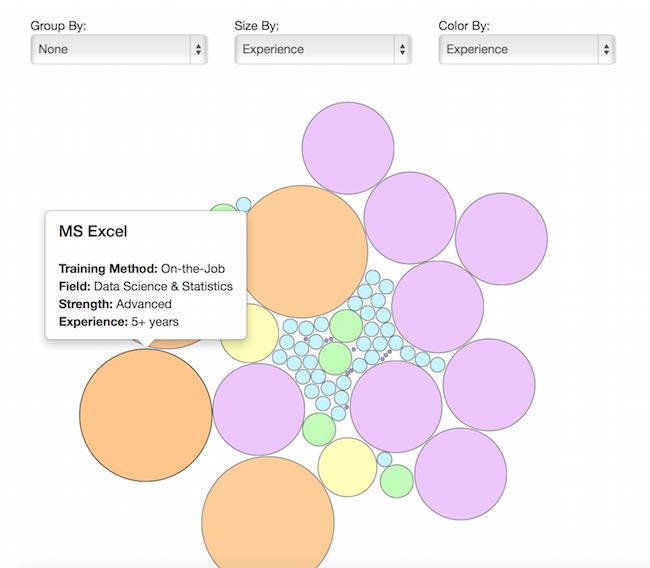 Group By:
Size By:
Color By:
None
Experience
Experience
MS Excel
Training Method: On-the-Job
Field: Data Science & Statistics
Strength: Advanced
Experience: 5+ years